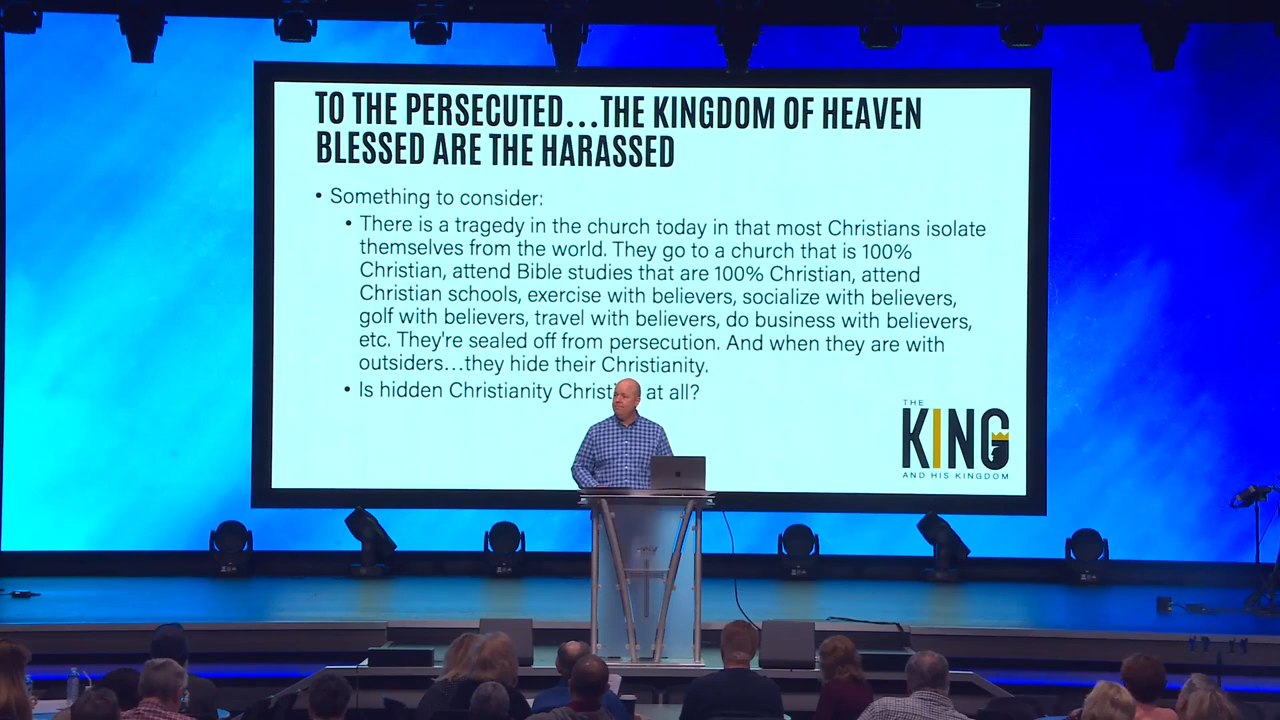 TO THE PERSECUTED...THE KINGDOM OF HEAVEN
BLESSED ARE THE HARASSED
• Something to consider:
• There is a tragedy in the church today in that most Christians isolate
themselves from the world. They go to a church that is 100%
Christian, attend Bible studies that are 100% Christian, attend
Christian schools, exercise with believers, socialize with believers,
golf with believers, travel with believers, do business with believers,
etc. They're sealed off from persecution. And when they are with
outsiders...they hide their Christianity.
• Is hidden Christianity at all?
THE
KING
AND HIS KINGDOM